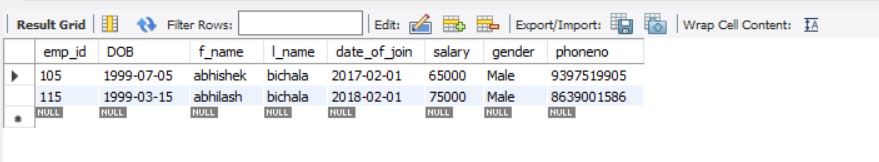 Result Grid Filter Rows: Edit: Export/Import: Wrap Cell Content: IA
emp_id DOB f_name l_name date_of_join salary gender phoneno
105 1999-07-05 abhishek bichala 2017-02-01 65000 Male 9397519905
115 1999-03-15 abhilash bichala 2018-02-01 75000 Male 8639001586
NULL NULL NULL NULL NULL NULL NULL NULL